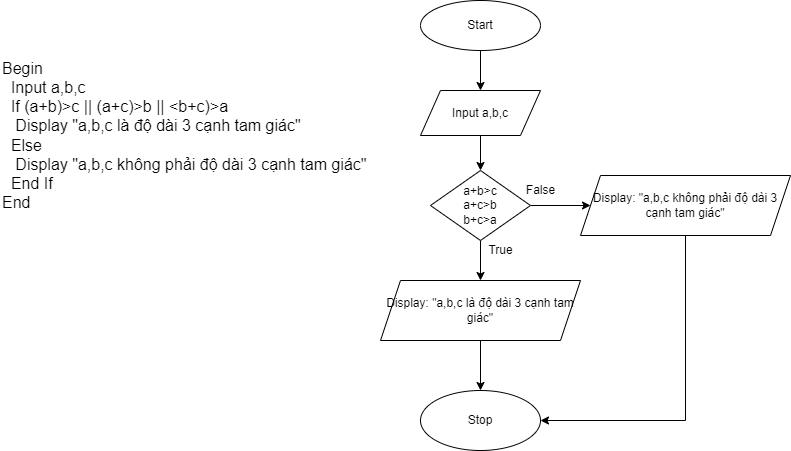 Begin
Input a,b,c
If (a+b)>c || (a+c)>b || <b+c)>a
Display "a,b,c là độ dài 3 cạnh tam giác"
Else
Display "a,b,c không phải độ dài 3 cạnh tam giác"
End If
End
Start
Input a,b,c
a+b>c
a+c>b
b+c>a
False
Display: "a,b,c không phải độ dài 3
cạnh tam giác"
True
Display: "a,b,c là độ dài 3 cạnh tam
giác"
Stop